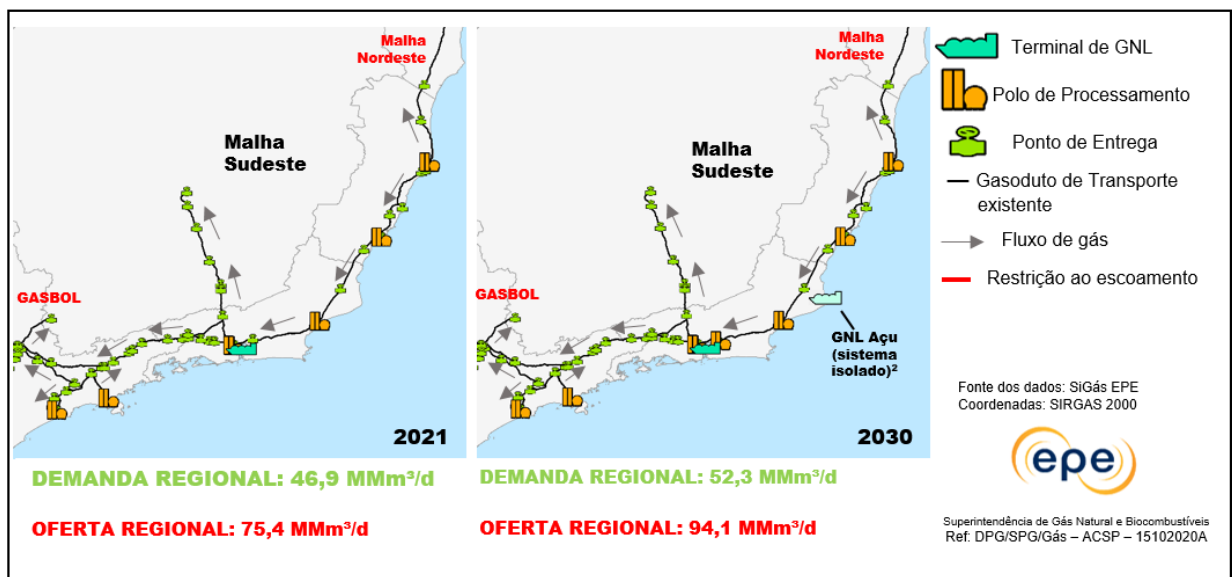 Malha
Nordeste
Malha
Sudeste
GASBOL
2021
DEMANDA REGIONAL: 46,9 MMm³/d
OFERTA REGIONAL: 75,4 MMm³/d
Malha
Nordeste
Malha
Sudeste
GASBOL
GNL Açu
(sistema
isolado)²
2030
DEMANDA REGIONAL: 52,3 MMm³/d
OFERTA REGIONAL: 94,1 MMm³/d
Terminal de GNL
Polo de Processamento
Ponto de Entrega
Gasoduto de Transporte
existente
Fluxo de gás
Restrição ao escoamento
Fonte dos dados: SiGás EPE
Coordenadas: SIRGAS 2000
epe
Superintendência de Gás Natural e Biocombustíveis
Ref: DPG/SPG/Gás – ACSP – 15102020A